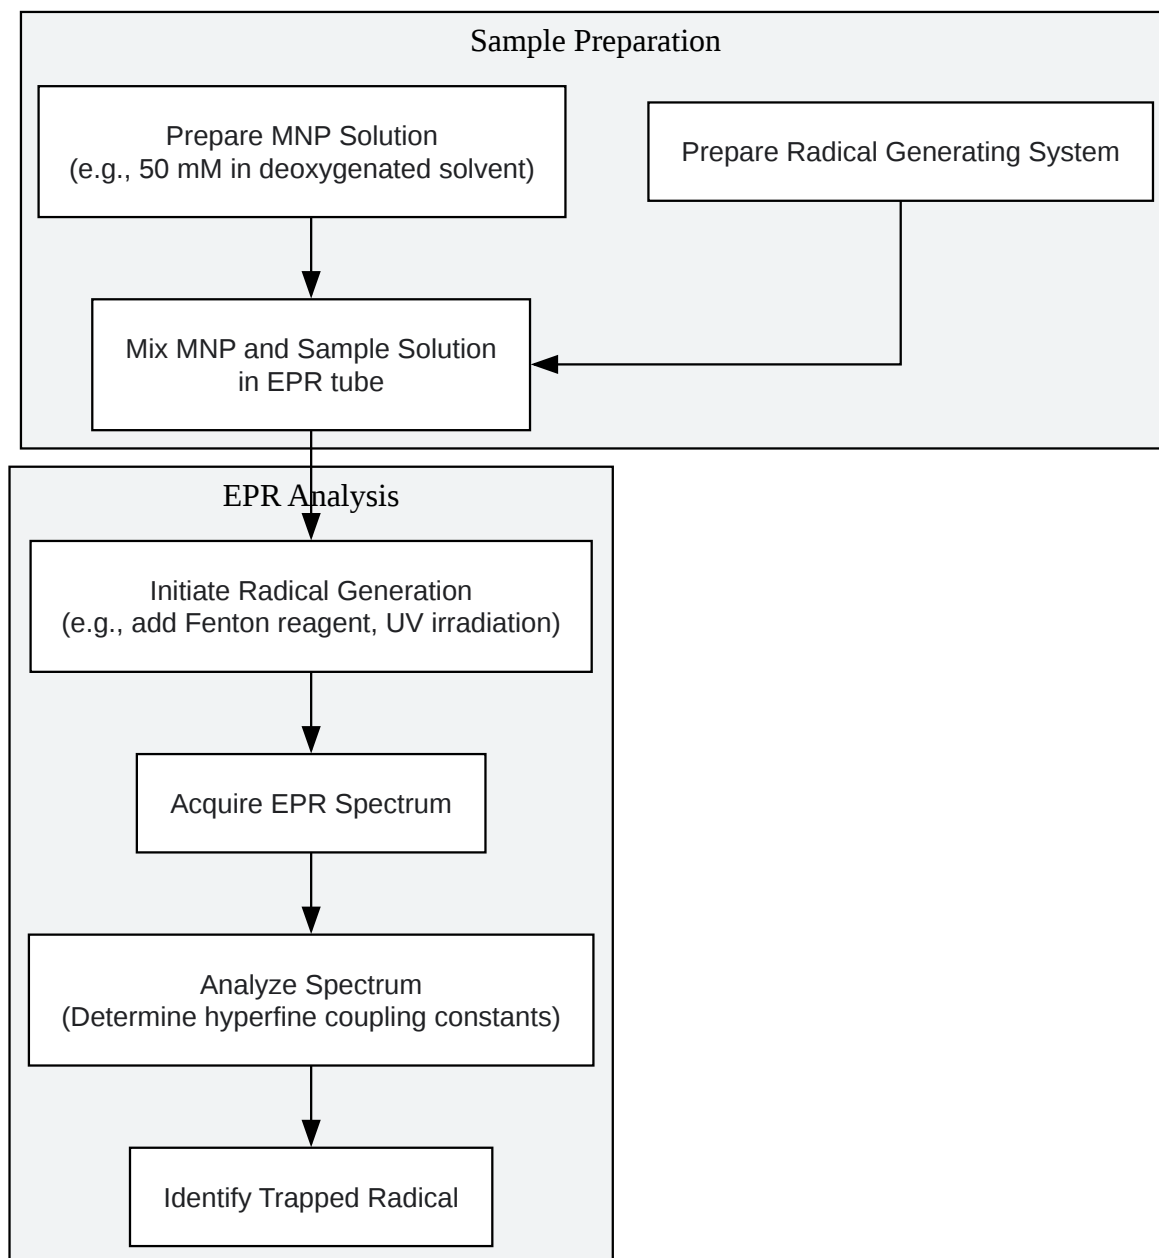 Sample Preparation
Prepare MNP Solution
(e.g., 50 mM in deoxygenated solvent)
Prepare Radical Generating System
Mix MNP and Sample Solution
in EPR tube
EPR Analysis
Initiate Radical Generation
(e.g., add Fenton reagent, UV irradiation)
Acquire EPR Spectrum
Analyze Spectrum
(Determine hyperfine coupling constants)
Identify Trapped Radical